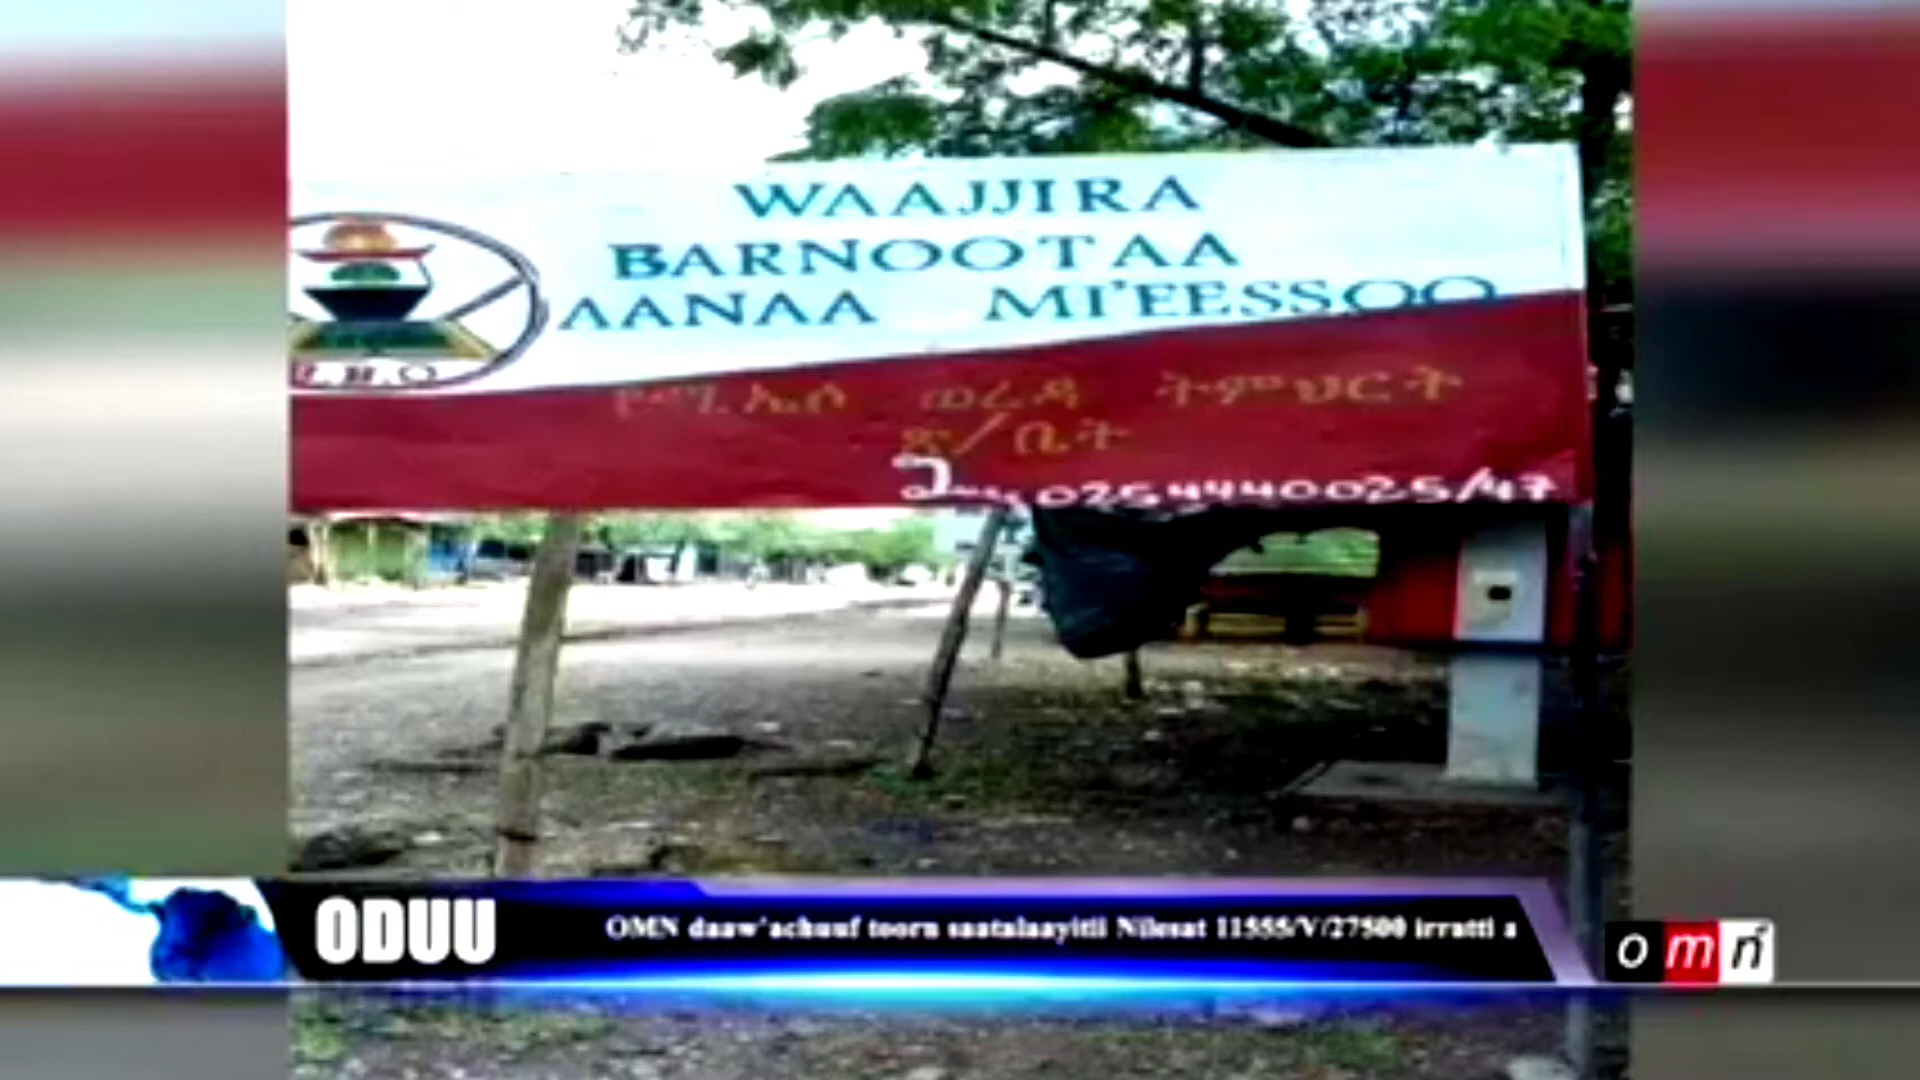 WAAJJIRA
BARNOOTAA
AANAA MI'EESSOO
የሚኤሶ ወረዳ ትምህርት
ጽ/ቤት
0254440025/47
ODUU
OMN daaw'achuuf toora saatalaayitii Nilesat 11555/V/27500 irratti a
omn